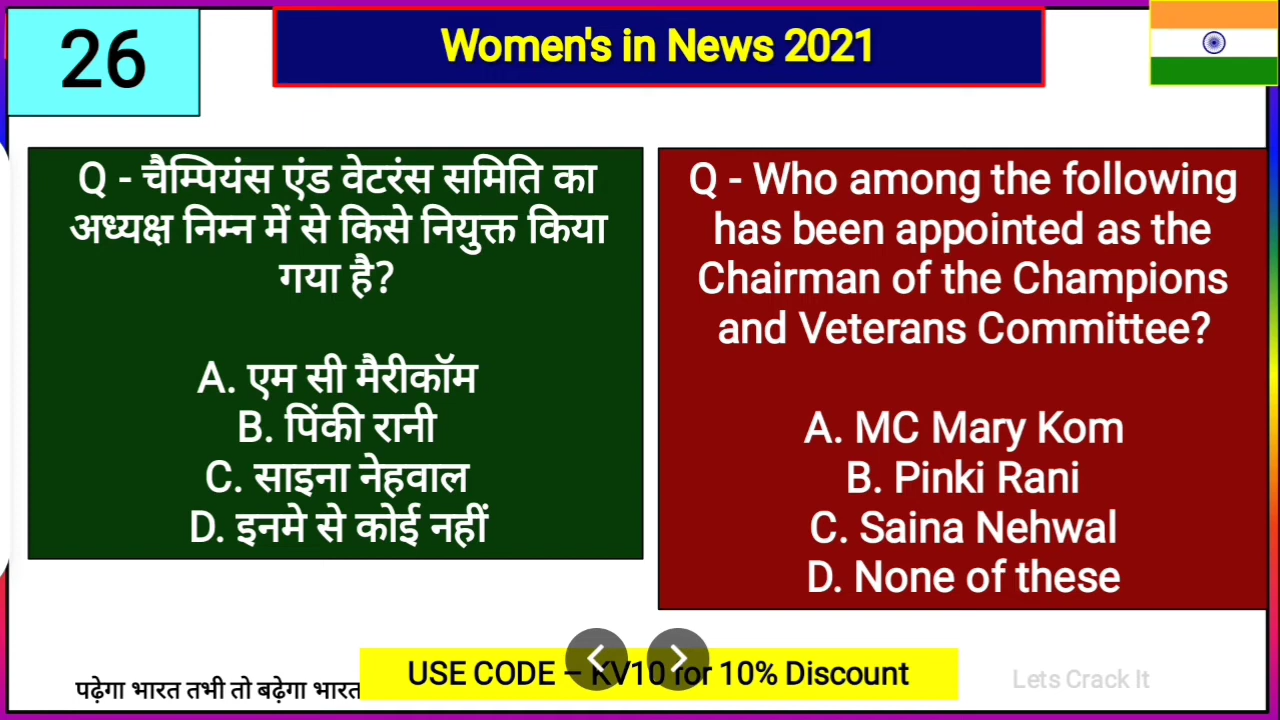 26
Women's in News 2021
Q - चैम्पियंस एंड वेटरंस समिति का
अध्यक्ष निम्न में से किसे नियुक्त किया
गया है?
A. एम सी मैरीकॉम
B. पिंकी रानी
C. साइना नेहवाल
D. इनमे से कोई नहीं
Q - Who among the following
has been appointed as the
Chairman of the Champions
and Veterans Committee?
A. MC Mary Kom
B. Pinki Rani
C. Saina Nehwal
D. None of these
पढ़ेगा भारत तभी तो बढ़ेगा भारत
USE CODE – KV10 for 10% Discount
Lets Crack It